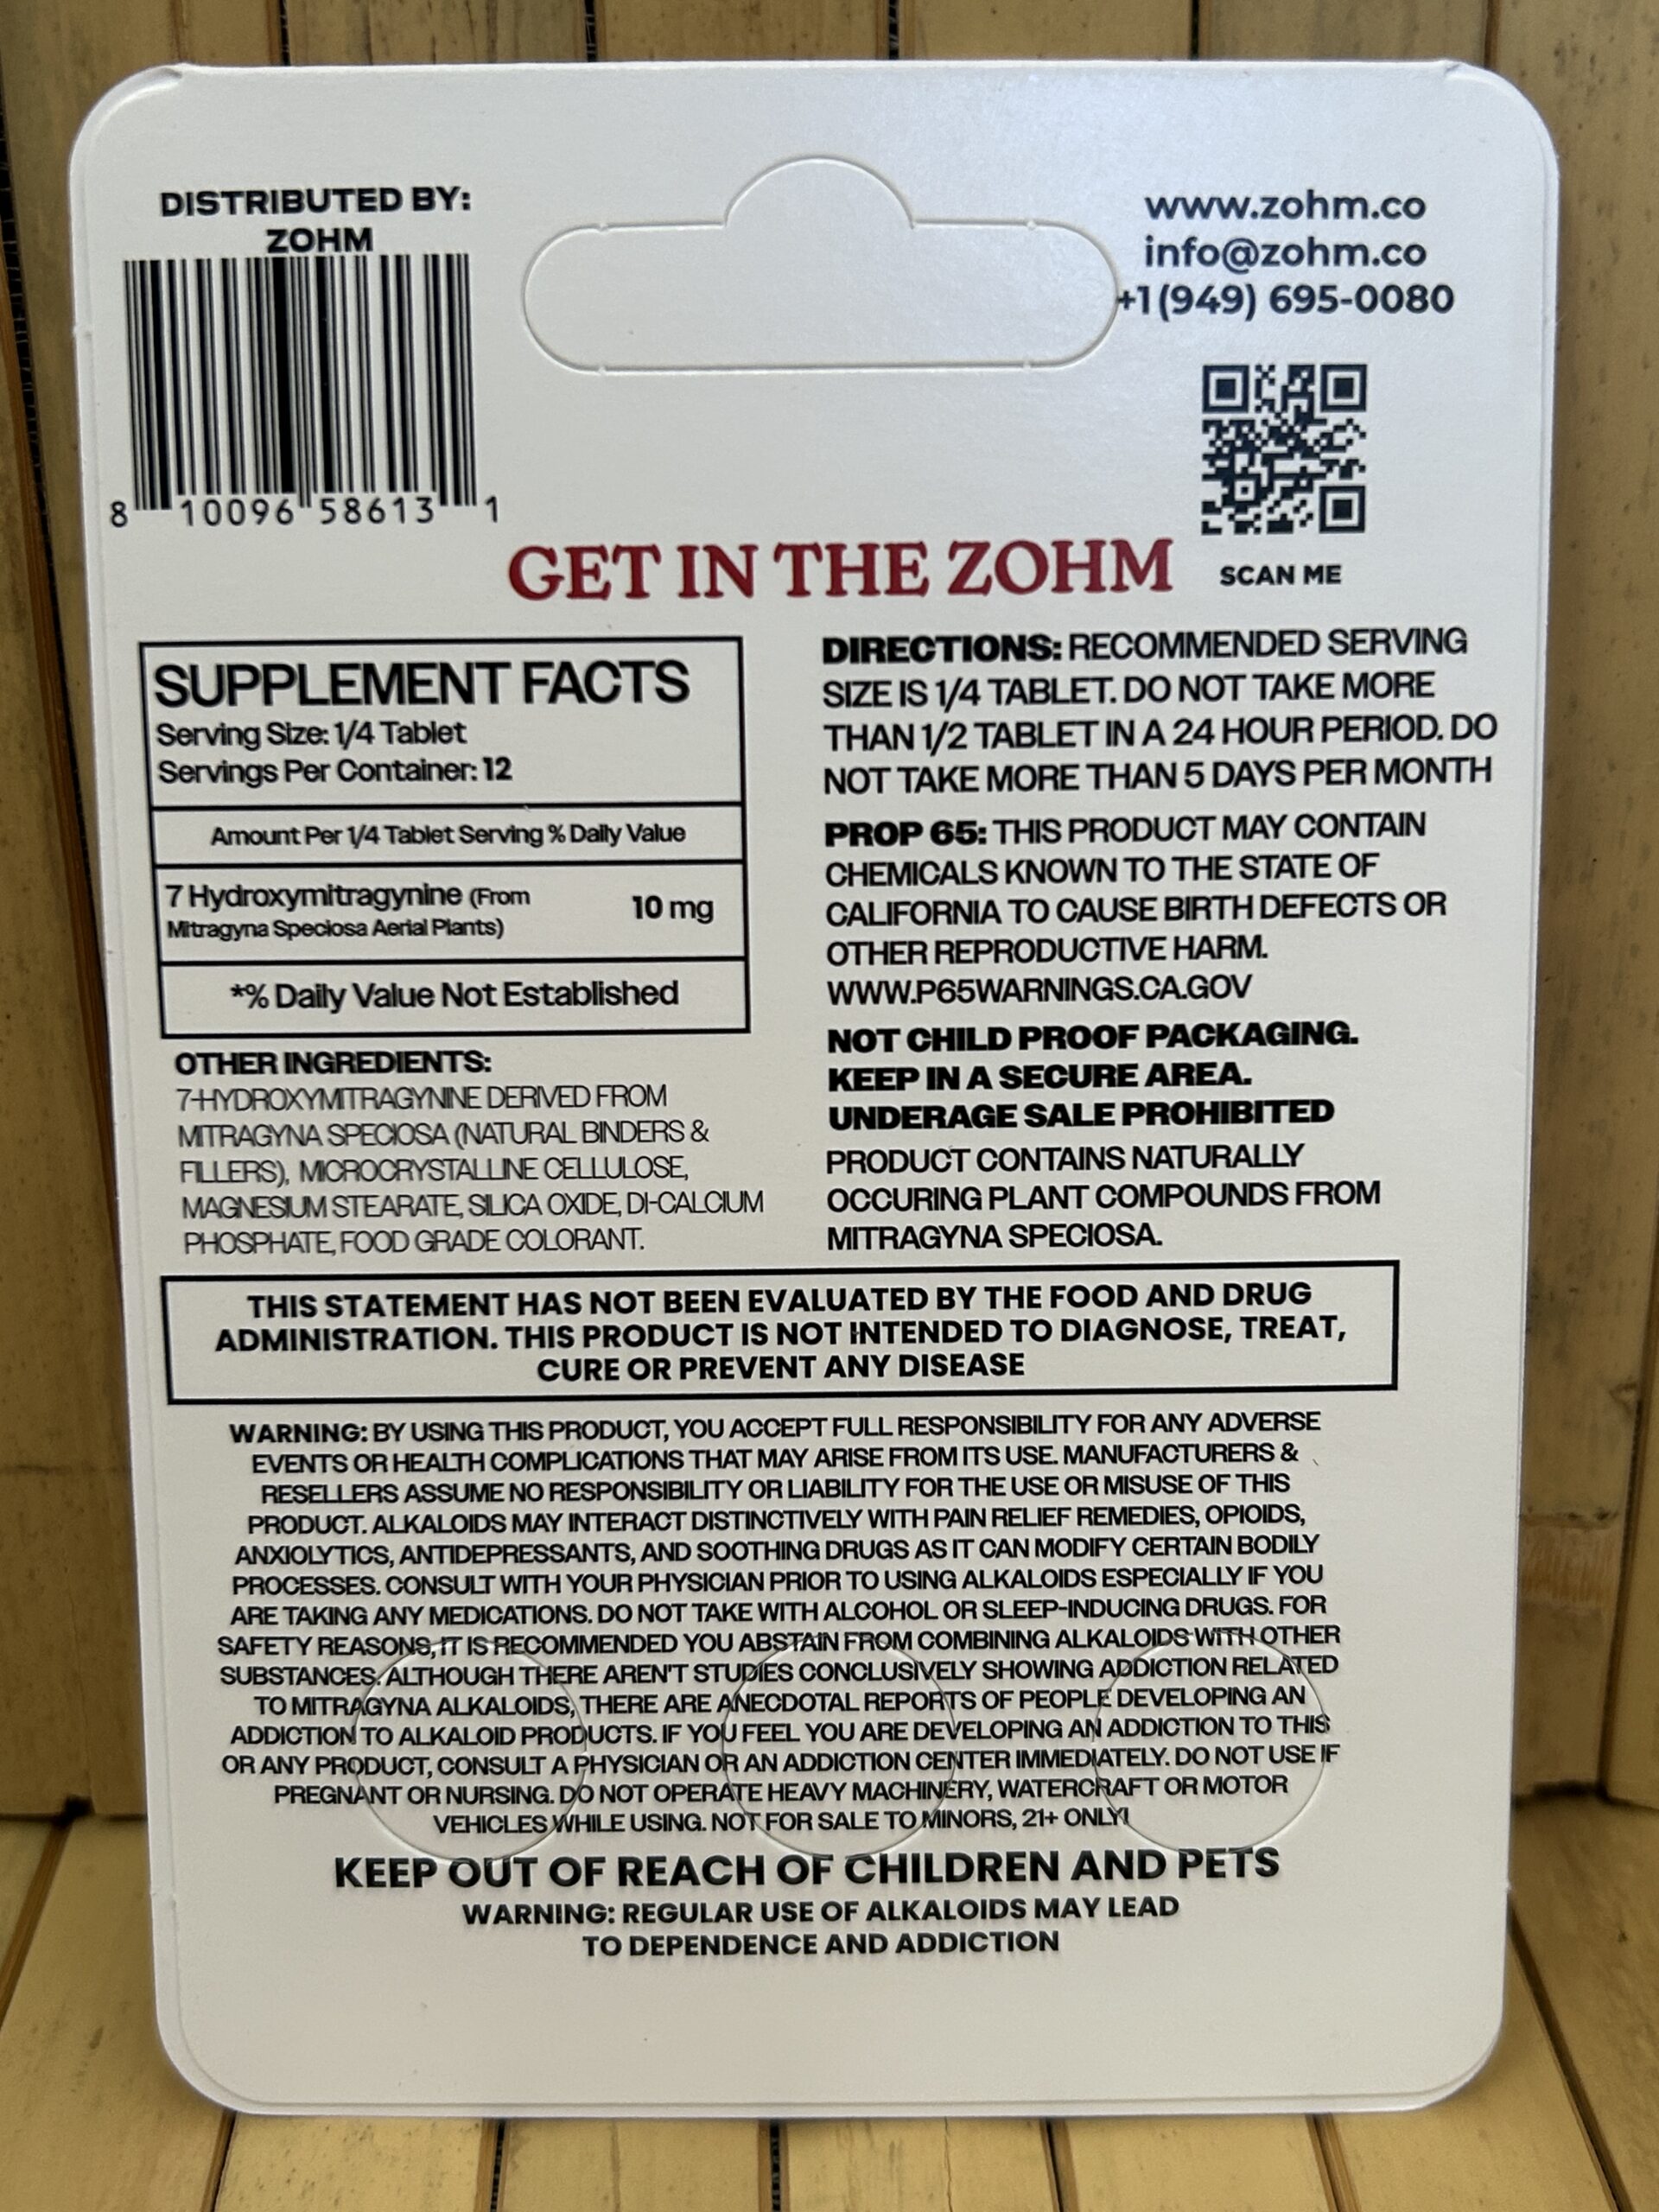 DISTRIBUTED BY:
ZOHM
8 10096 58613 1
www.zohm.co
info@zohm.co
+1 (949) 695-0080
SCAN ME
GET IN THE ZOHM
SUPPLEMENT FACTS
Serving Size: 1/4 Tablet
Servings Per Container: 12
Amount Per 1/4 Tablet Serving % Daily Value
7 Hydroxymitragynine (From
Mitragyna Speciosa Aerial Plants)
10 mg
*% Daily Value Not Established
OTHER INGREDIENTS:
7-HYDROXYMITRAGYNINE DERIVED FROM
MITRAGYNA SPECIOSA (NATURAL BINDERS &
FILLERS), MICROCRYSTALLINE CELLULOSE,
MAGNESIUM STEARATE, SILICA OXIDE, DI-CALCIUM
PHOSPHATE, FOOD GRADE COLORANT.
DIRECTIONS: RECOMMENDED SERVING
SIZE IS 1/4 TABLET. DO NOT TAKE MORE
THAN 1/2 TABLET IN A 24 HOUR PERIOD. DO
NOT TAKE MORE THAN 5 DAYS PER MONTH
PROP 65: THIS PRODUCT MAY CONTAIN
CHEMICALS KNOWN TO THE STATE OF
CALIFORNIA TO CAUSE BIRTH DEFECTS OR
OTHER REPRODUCTIVE HARM.
WWW.P65WARNINGS.CA.GOV
NOT CHILD PROOF PACKAGING.
KEEP IN A SECURE AREA.
UNDERAGE SALE PROHIBITED
PRODUCT CONTAINS NATURALLY
OCCURING PLANT COMPOUNDS FROM
MITRAGYNA SPECIOSA.
THIS STATEMENT HAS NOT BEEN EVALUATED BY THE FOOD AND DRUG
ADMINISTRATION. THIS PRODUCT IS NOT INTENDED TO DIAGNOSE, TREAT,
CURE OR PREVENT ANY DISEASE
WARNING: BY USING THIS PRODUCT, YOU ACCEPT FULL RESPONSIBILITY FOR ANY ADVERSE
EVENTS OR HEALTH COMPLICATIONS THAT MAY ARISE FROM ITS USE. MANUFACTURERS &
RESELLERS ASSUME NO RESPONSIBILITY OR LIABILITY FOR THE USE OR MISUSE OF THIS
PRODUCT. ALKALOIDS MAY INTERACT DISTINCTIVELY WITH PAIN RELIEF REMEDIES, OPIOIDS,
ANXIOLYTICS, ANTIDEPRESSANTS, AND SOOTHING DRUGS AS IT CAN MODIFY CERTAIN BODILY
PROCESSES. CONSULT WITH YOUR PHYSICIAN PRIOR TO USING ALKALOIDS ESPECIALLY IF YOU
ARE TAKING ANY MEDICATIONS. DO NOT TAKE WITH ALCOHOL OR SLEEP-INDUCING DRUGS. FOR
SAFETY REASONS, IT IS RECOMMENDED YOU ABSTAIN FROM COMBINING ALKALOIDS WITH OTHER
SUBSTANCES. ALTHOUGH THERE AREN'T STUDIES CONCLUSIVELY SHOWING ADDICTION RELATED
TO MITRAGYNA ALKALOIDS, THERE ARE ANECDOTAL REPORTS OF PEOPLE DEVELOPING AN
ADDICTION TO ALKALOID PRODUCTS. IF YOU FEEL YOU ARE DEVELOPING AN ADDICTION TO THIS
OR ANY PRODUCT, CONSULT A PHYSICIAN OR AN ADDICTION CENTER IMMEDIATELY. DO NOT USE IF
PREGNANT OR NURSING. DO NOT OPERATE HEAVY MACHINERY, WATERCRAFT OR MOTOR
VEHICLES WHILE USING. NOT FOR SALE TO MINORS, 21+ ONLY!
KEEP OUT OF REACH OF CHILDREN AND PETS
WARNING: REGULAR USE OF ALKALOIDS MAY LEAD
TO DEPENDENCE AND ADDICTION